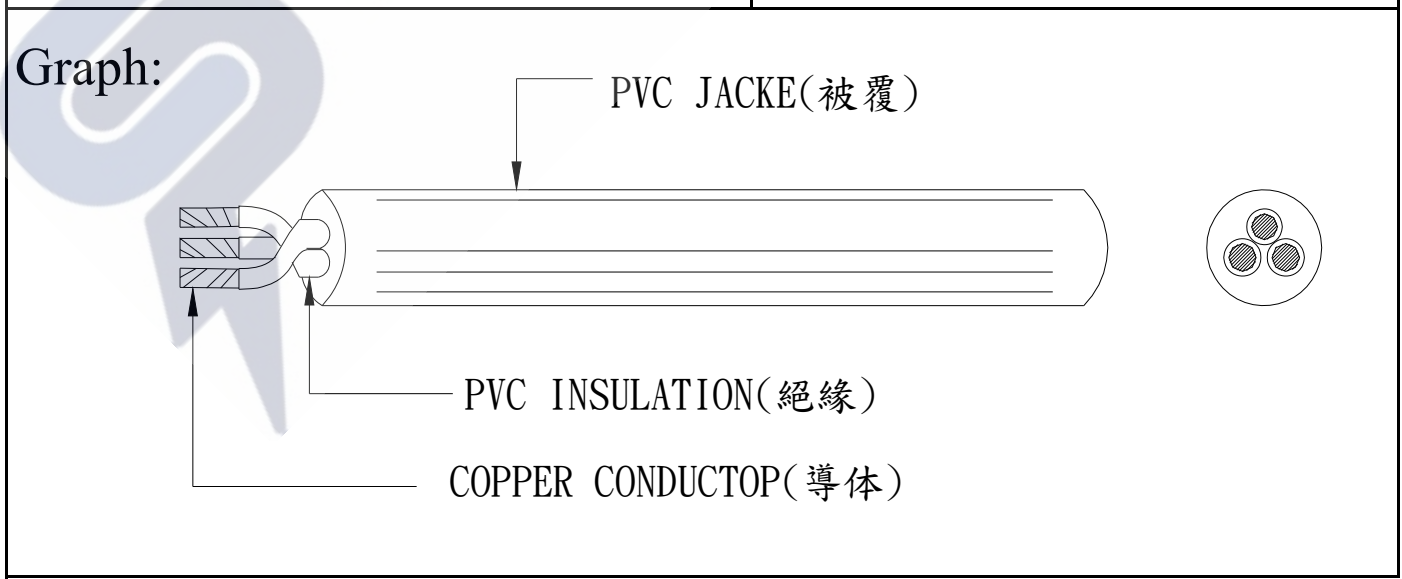 Graph:
PVC JACKE(被覆)
PVC INSULATION(絕緣)
COPPER CONDUCTOP(導体)